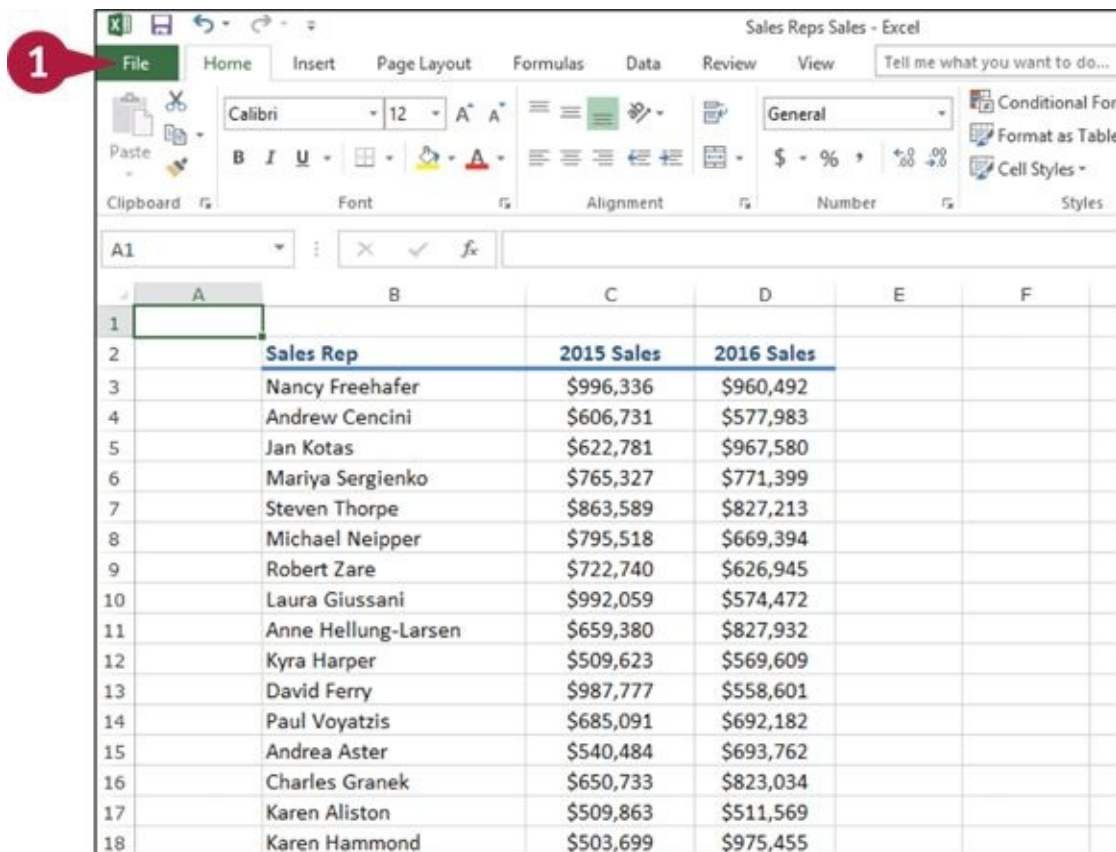 Sales Reps Sales - Excel
1
File Home Insert Page Layout Formulas Data Review View Tell me what you want to do...
Calibri 12 A A General Conditional For
Paste Format as Table
B I U A $ % , .00 .0 Cell Styles
Clipboard Font Alignment Number Styles
A1 fx
A B C D E F
1
2 Sales Rep 2015 Sales 2016 Sales
3 Nancy Freehafer $996,336 $960,492
4 Andrew Cencini $606,731 $577,983
5 Jan Kotas $622,781 $967,580
6 Mariya Sergienko $765,327 $771,399
7 Steven Thorpe $863,589 $827,213
8 Michael Neipper $795,518 $669,394
9 Robert Zare $722,740 $626,945
10 Laura Giussani $992,059 $574,472
11 Anne Hellung-Larsen $659,380 $827,932
12 Kyra Harper $509,623 $569,609
13 David Ferry $987,777 $558,601
14 Paul Voyatzis $685,091 $692,182
15 Andrea Aster $540,484 $693,762
16 Charles Granek $650,733 $823,034
17 Karen Aliston $509,863 $511,569
18 Karen Hammond $503,699 $975,455